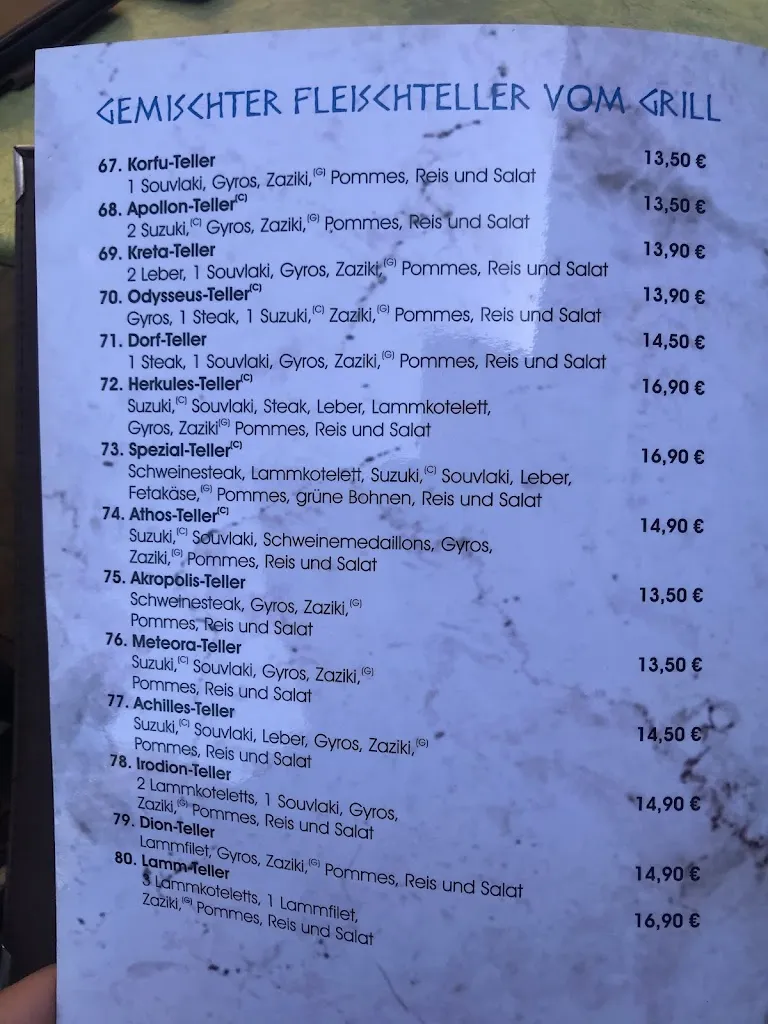 GEMISCHTER FLEISCHTELLER VOM GRILL
67. Korfu-Teller 13,50 €
1 Souvlaki, Gyros, Zaziki,(G) Pommes, Reis und Salat
68. Apollon-Teller(C) 13,50 €
2 Suzuki,(C) Gyros, Zaziki,(G) Pommes, Reis und Salat
69. Kreta-Teller 13,90 €
2 Leber, 1 Souvlaki, Gyros, Zaziki,(G) Pommes, Reis und Salat
70. Odysseus-Teller(C) 13,90 €
Gyros, 1 Steak, 1 Suzuki,(C) Zaziki,(G) Pommes, Reis und Salat
71. Dorf-Teller 14,50 €
1 Steak, 1 Souvlaki, Gyros, Zaziki,(G) Pommes, Reis und Salat
72. Herkules-Teller(C) 16,90 €
Suzuki,(C) Souvlaki, Steak, Leber, Lammkotelett,
Gyros, Zaziki(G) Pommes, Reis und Salat
73. Spezial-Teller(C) 16,90 €
Schweinesteak, Lammkotelett, Suzuki,(C) Souvlaki, Leber,
Fetakäse,(G) Pommes, grüne Bohnen, Reis und Salat
74. Athos-Teller(C) 14,90 €
Suzuki,(C) Souvlaki, Schweinemedaillons, Gyros,
Zaziki,(G) Pommes, Reis und Salat
75. Akropolis-Teller 13,50 €
Schweinesteak, Gyros, Zaziki,(G)
Pommes, Reis und Salat
76. Meteora-Teller 13,50 €
Suzuki,(C) Souvlaki, Gyros, Zaziki,(G)
Pommes, Reis und Salat
77. Achilles-Teller 14,50 €
Suzuki,(C) Souvlaki, Leber, Gyros, Zaziki,(G)
Pommes, Reis und Salat
78. Irodion-Teller 14,90 €
2 Lammkoteletts, 1 Souvlaki, Gyros,
Zaziki,(G) Pommes, Reis und Salat
79. Dion-Teller 14,90 €
Lammfilet, Gyros, Zaziki,(G) Pommes, Reis und Salat
80. Lamm-Teller 16,90 €
3 Lammkoteletts, 1 Lammfilet,
Zaziki,(G) Pommes, Reis und Salat